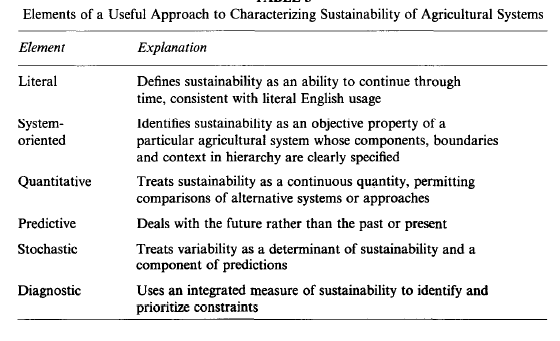 Elements of a Useful Approach to Characterizing Sustainability of Agricultural Systems
Element Explanation
Literal Defines sustainability as an ability to continue through
time, consistent with literal English usage
System- Identifies sustainability as an objective property of a
oriented particular agricultural system whose components, boundaries
and context in hierarchy are clearly specified
Quantitative Treats sustainability as a continuous quantity, permitting
comparisons of alternative systems or approaches
Predictive Deals with the future rather than the past or present
Stochastic Treats variability as a determinant of sustainability and a
component of predictions
Diagnostic Uses an integrated measure of sustainability to identify and
prioritize constraints